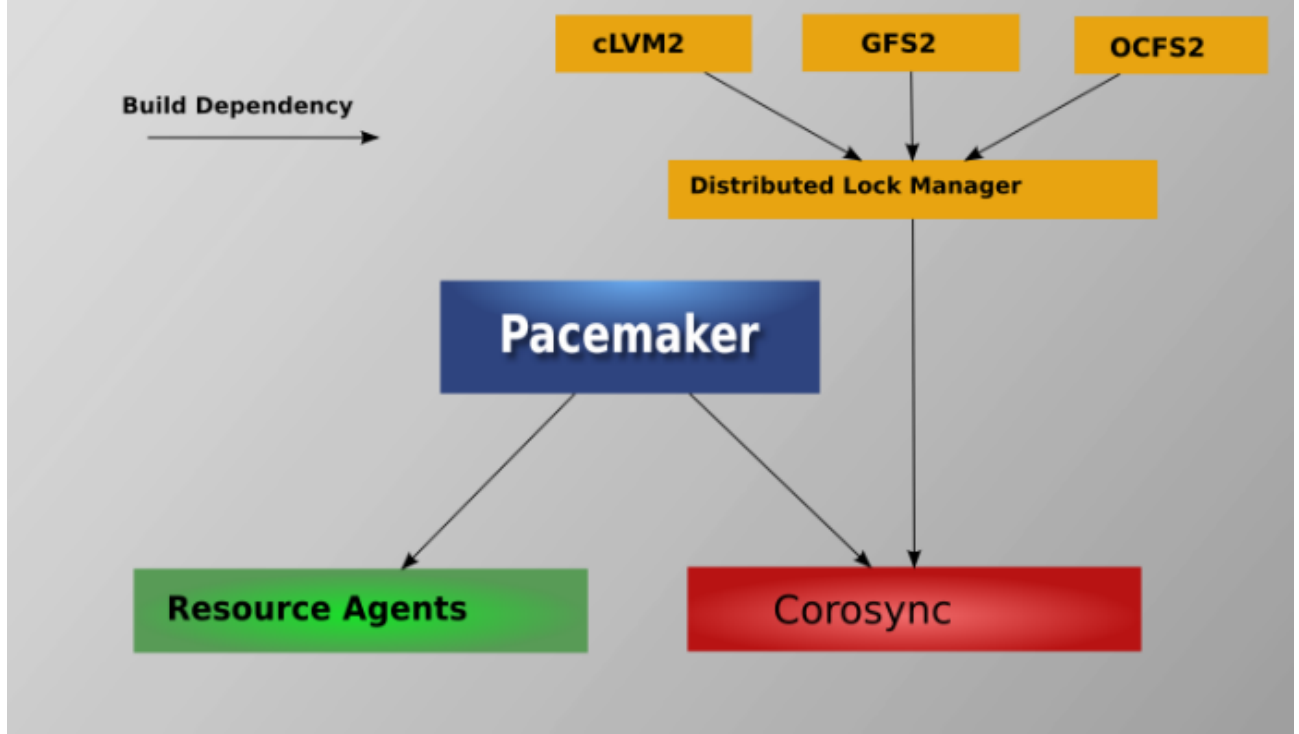 cLVM2
GFS2
OCFS2
Build Dependency
Distributed Lock Manager
Pacemaker
Resource Agents
Corosync